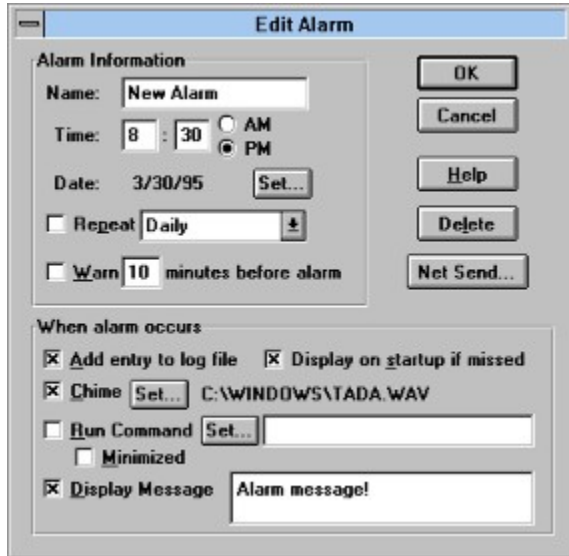 Edit Alarm
Alarm Information
Name: New Alarm
Time: 8 : 30 AM
PM
Date: 3/30/95 Set...
Repeat Daily
Warn 10 minutes before alarm
OK
Cancel
Help
Delete
Net Send...
When alarm occurs
Add entry to log file Display on startup if missed
Chime Set... C:\WINDOWS\TADA.WAV
Run Command Set...
Minimized
Display Message Alarm message!